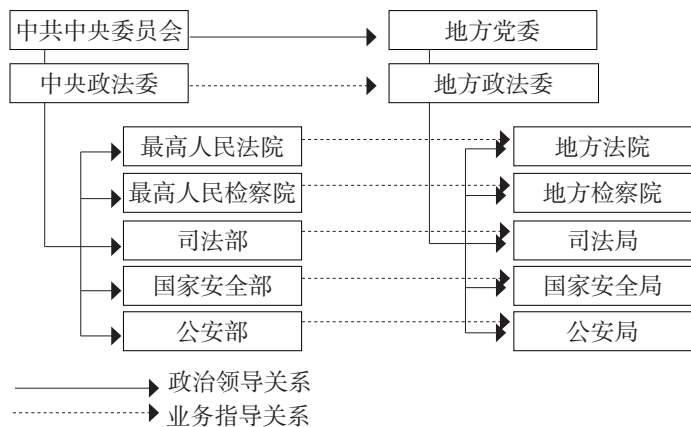 中共中央委员会 地方党委
中央政法委 地方政法委
最高人民法院 地方法院
最高人民检察院 地方检察院
司法部 司法局
国家安全部 国家安全局
公安部 公安局
政治领导关系
业务指导关系